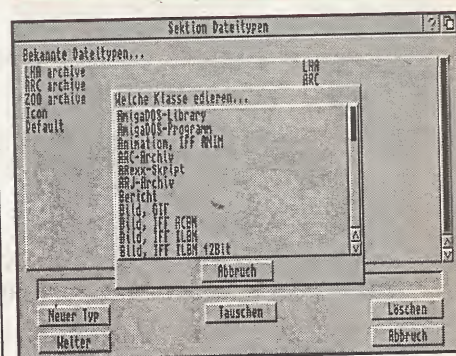 Sektion Dateitypen
Bekannte Dateitypen...
LHA archive LHA
ARC archive ARC
ZOO archive
Icon
Default
Welche Klasse edieren...
AmigaDOS-Library
AmigaDOS-Programm
Animation, IFF ANIM
ARC-Archiv
ARexx-Skript
ARJ-Archiv
Bericht
Bild, GIF
Bild, IFF ACBM
Bild, IFF ILBM
Bild, IFF ILBM 12Bit
Abbruch
Neuer Typ Tauschen Löschen
Weiter Abbruch